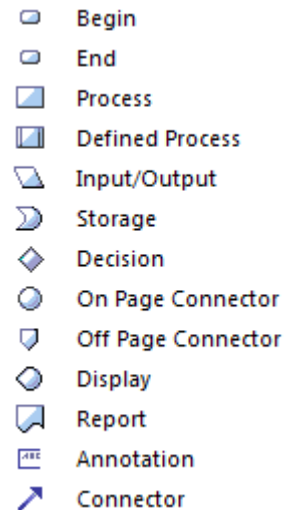 Begin
End
Process
Defined Process
Input/Output
Storage
Decision
On Page Connector
Off Page Connector
Display
Report
ABC Annotation
Connector